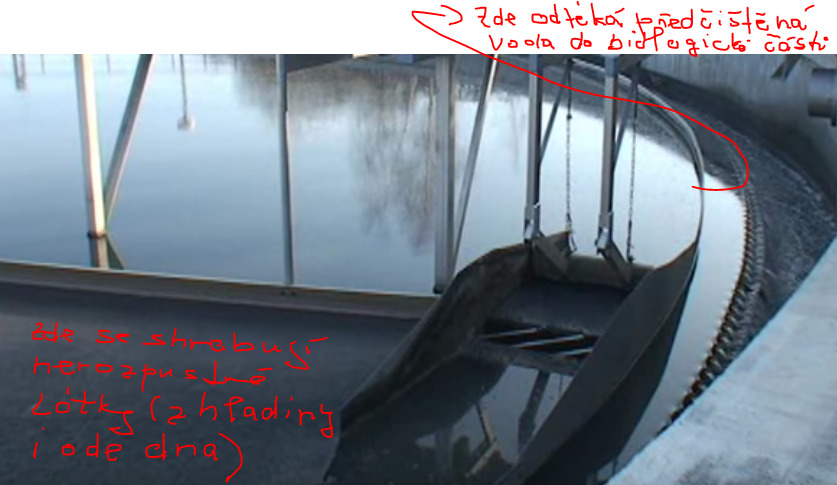 Zde odtéká předčištěná
voda do biologické části
Zde se shrabují
nerozpustné
Látky (z hladiny
i ode dna)